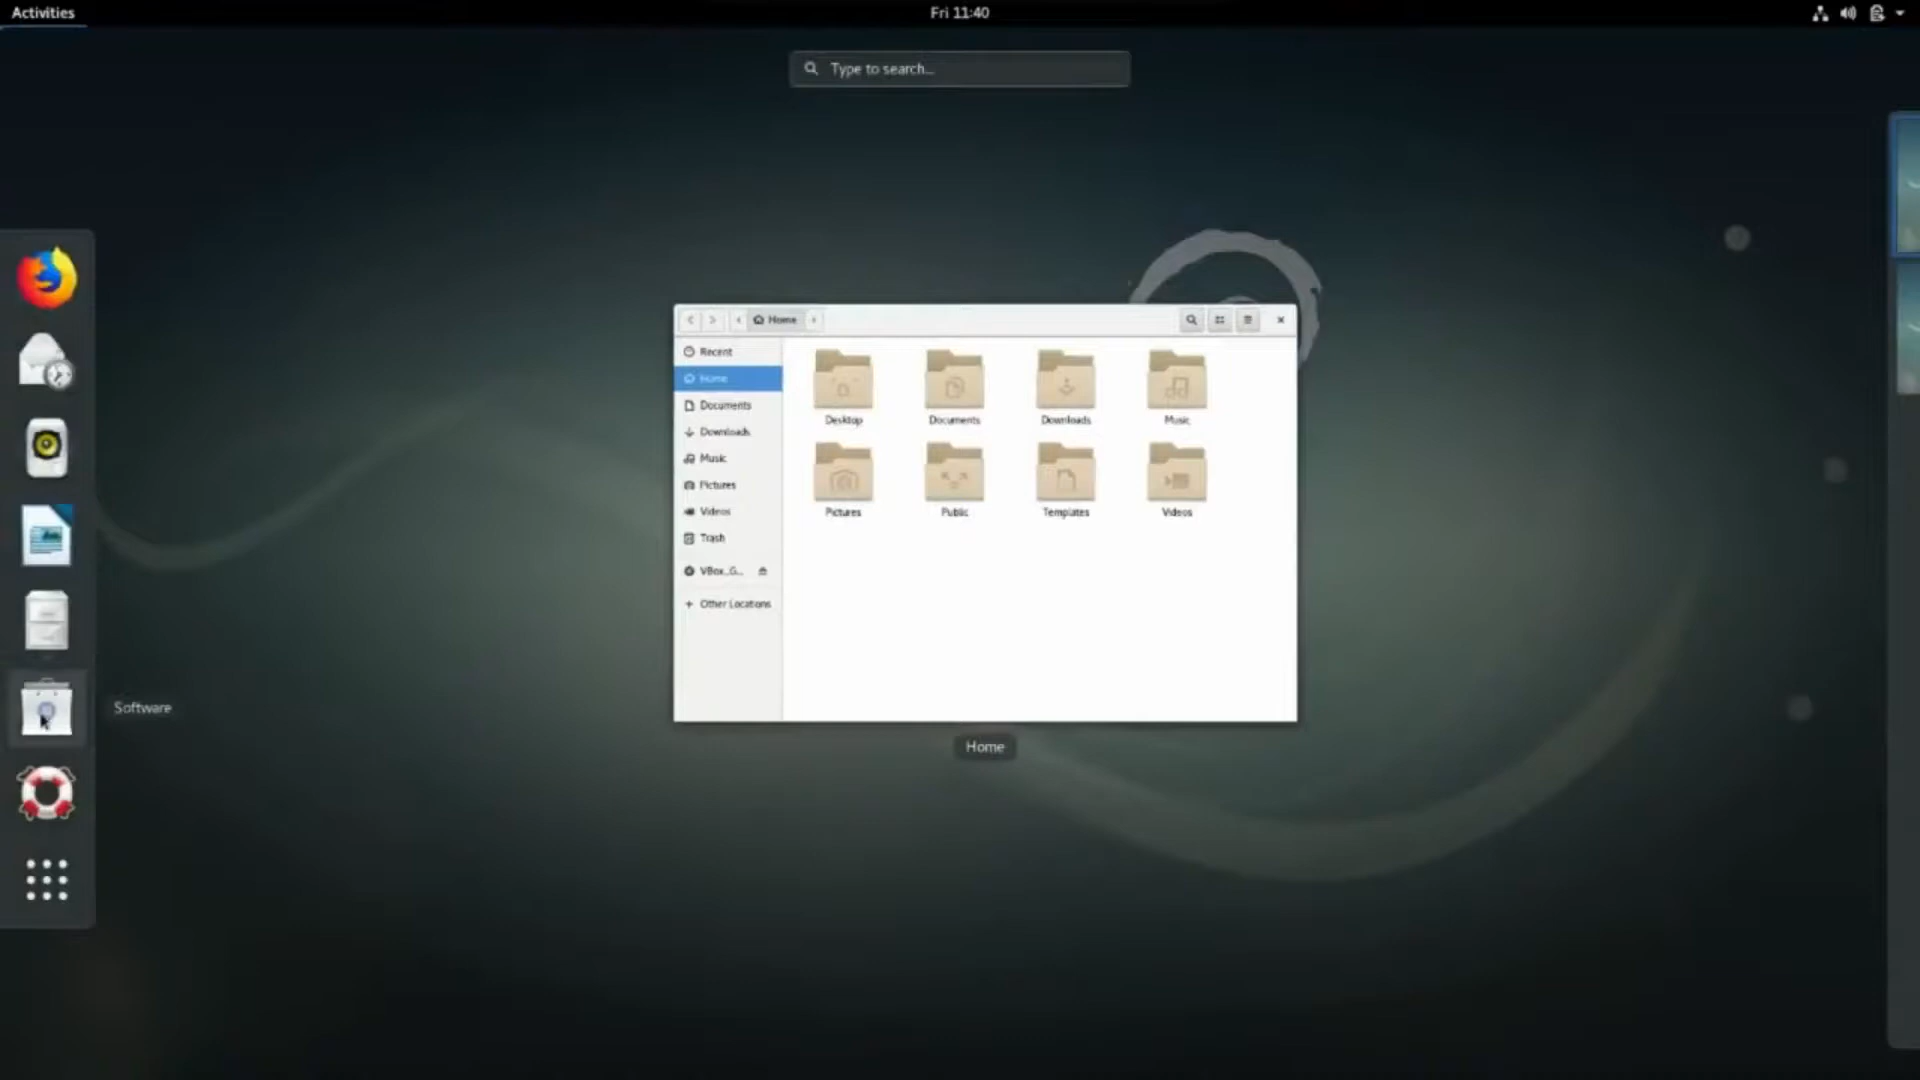 Activities
Fri 11:40
Type to search...
Home
Recent
Home
Documents
Downloads
Music
Pictures
Videos
Trash
VBox_G...
Other Locations
Desktop
Documents
Downloads
Music
Pictures
Public
Templates
Videos
Software
Home